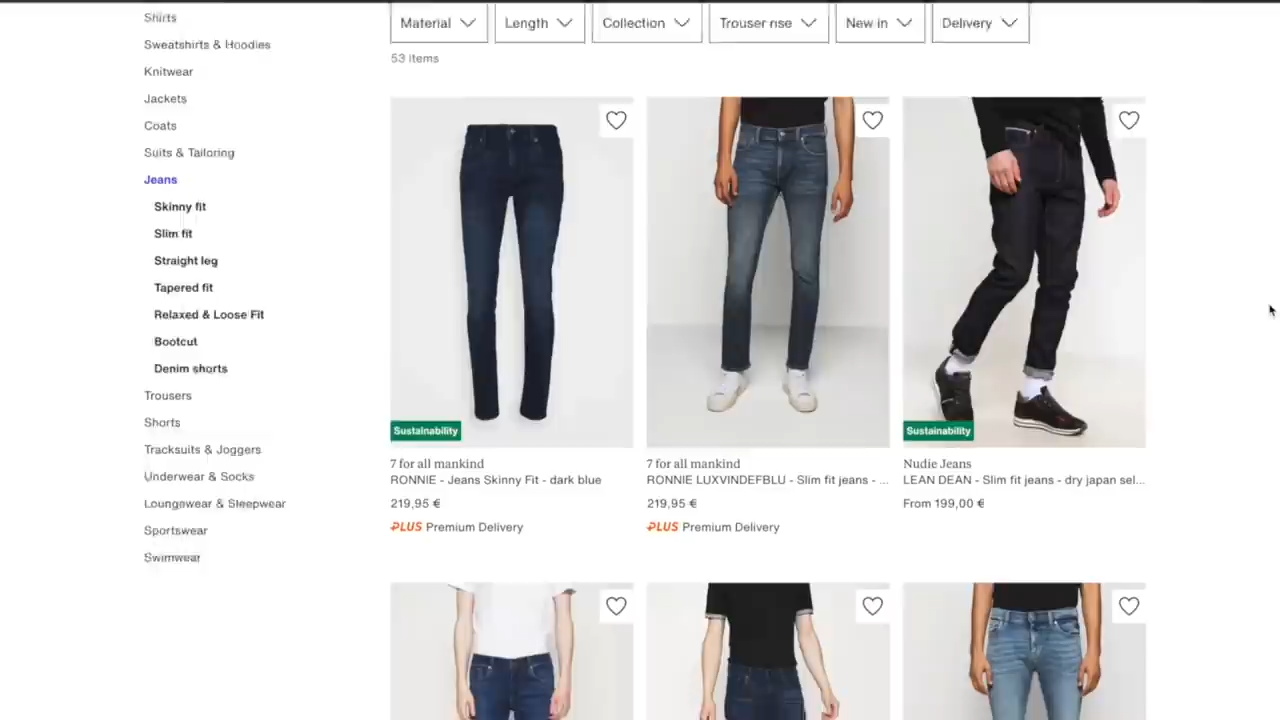 Shirts
Sweatshirts & Hoodies
Knitwear
Jackets
Coats
Suits & Tailoring
Jeans
Skinny fit
Slim fit
Straight leg
Tapered fit
Relaxed & Loose Fit
Bootcut
Denim shorts
Trousers
Shorts
Tracksuits & Joggers
Underwear & Socks
Loungewear & Sleepwear
Sportswear
Swimwear
Material Length Collection Trouser rise New in Delivery
53 items
Sustainability
7 for all mankind
RONNIE - Jeans Skinny Fit - dark blue
219,95 €
PLUS Premium Delivery
7 for all mankind
RONNIE LUXVINDEFBLU - Slim fit jeans - ...
219,95 €
PLUS Premium Delivery
Sustainability
Nudie Jeans
LEAN DEAN - Slim fit jeans - dry japan sel...
From 199,00 €